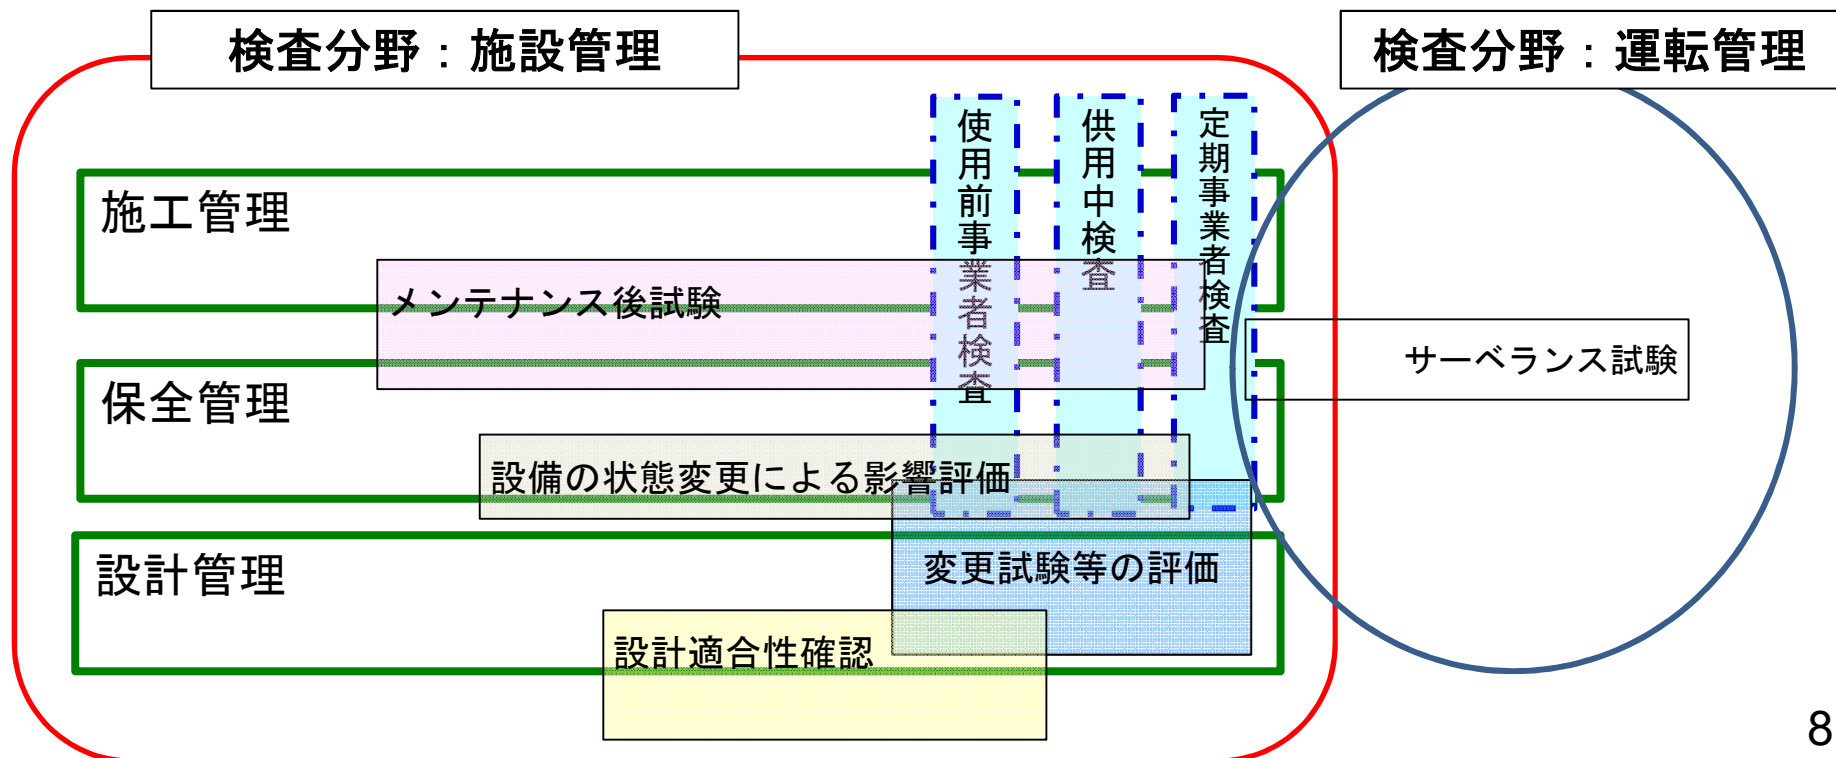 検査分野：施設管理
検査分野：運転管理
使用前事業者検査
供用中検査
定期事業者検査
施工管理
メンテナンス後試験
サーベランス試験
保全管理
設備の状態変更による影響評価
変更試験等の評価
設計管理
設計適合性確認
8